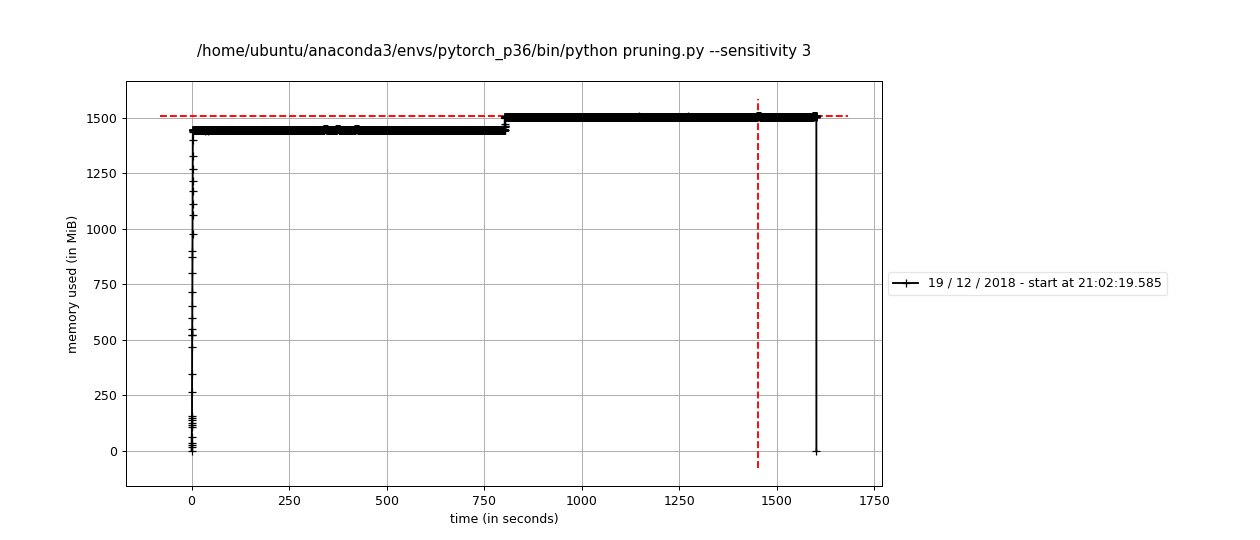 /home/ubuntu/anaconda3/envs/pytorch_p36/bin/python pruning.py --sensitivity 3
1500
1250
1000
750
500
250
0
memory used (in MiB)
0 250 500 750 1000 1250 1500 1750
time (in seconds)
19 / 12 / 2018 - start at 21:02:19.585